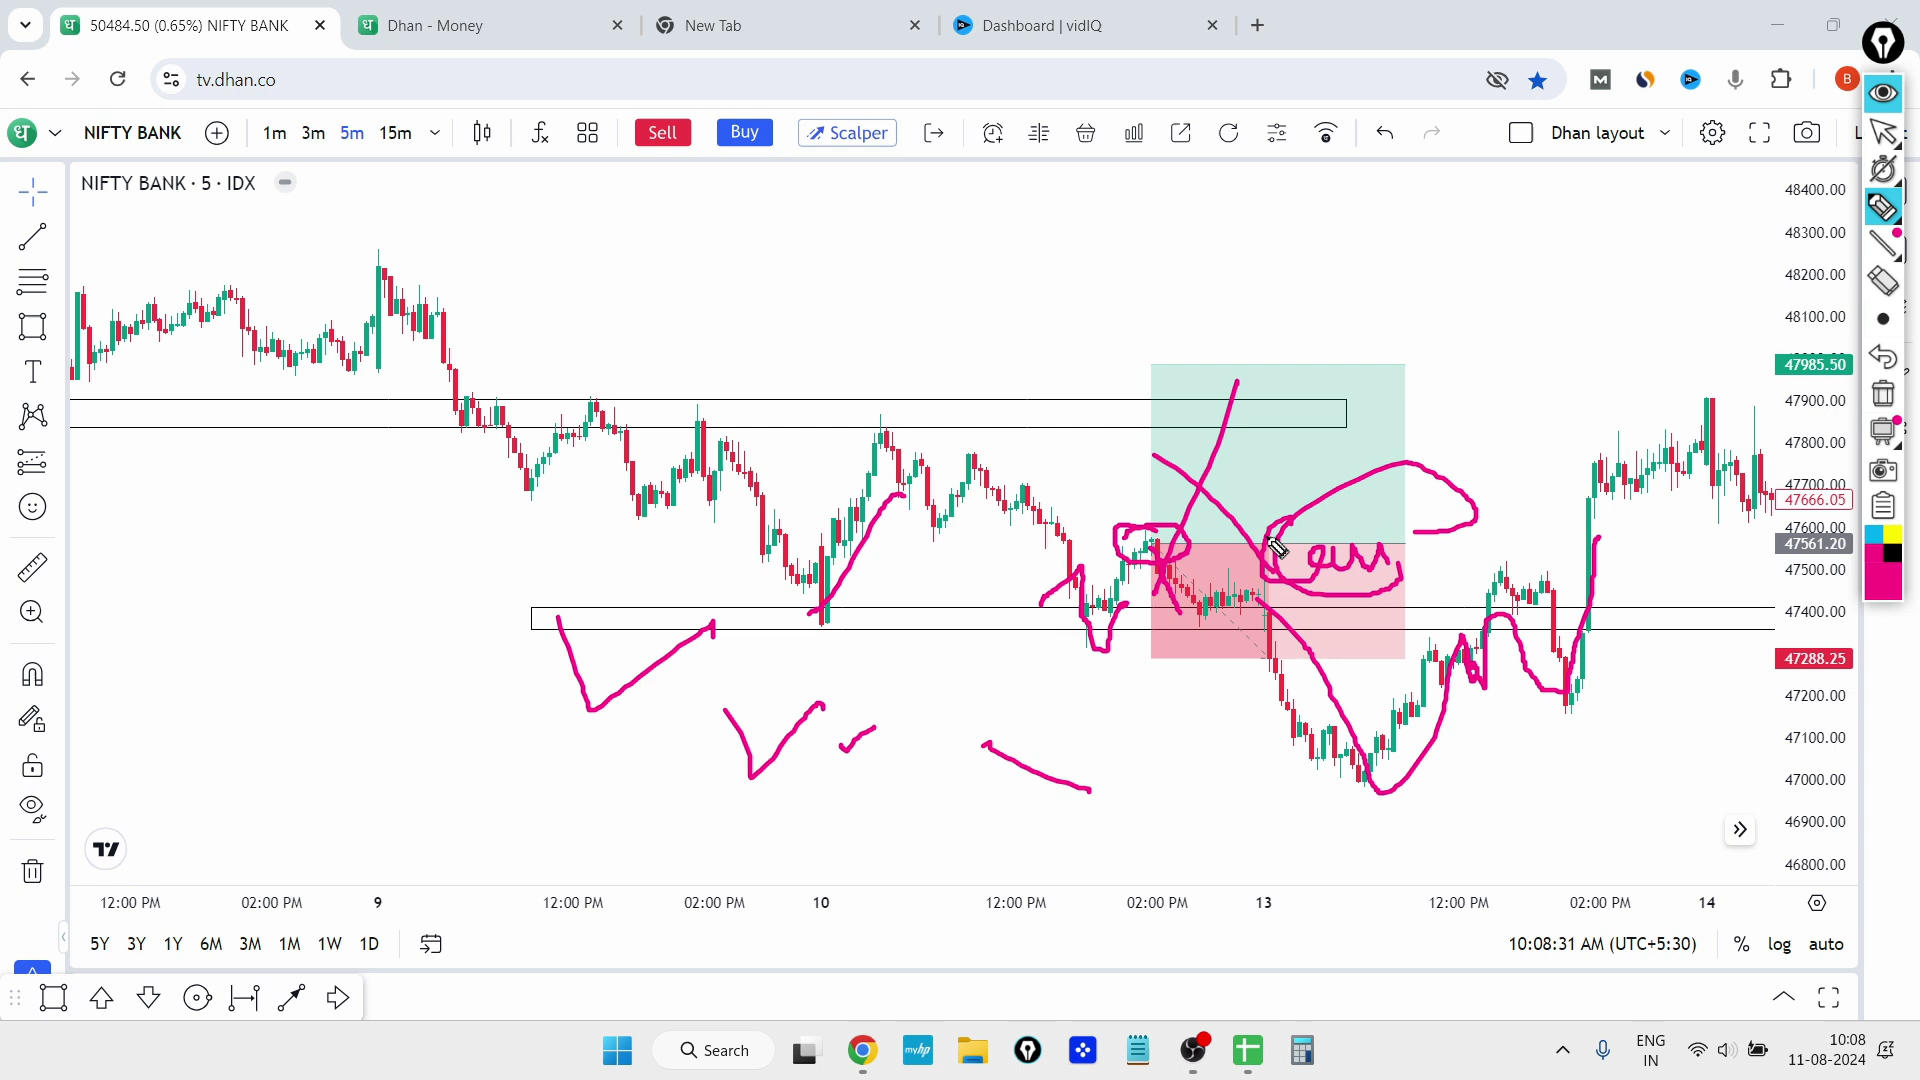 50484.50 (0.65%) NIFTY BANK
Dhan - Money
New Tab
Dashboard | vidIQ
tv.dhan.co
M
B
ध
NIFTY BANK
1m 3m 5m 15m
Sell
Buy
Scalper
Dhan layout
L
NIFTY BANK · 5 · IDX
48400.00
48300.00
48200.00
48100.00
47985.50
47900.00
47800.00
47700.00
47666.05
47600.00
47561.20
47500.00
47400.00
47288.25
47200.00
47100.00
47000.00
46900.00
46800.00
12:00 PM 02:00 PM 9 12:00 PM 02:00 PM 10 12:00 PM 02:00 PM 13 12:00 PM 02:00 PM 14
5Y 3Y 1Y 6M 3M 1M 1W 1D
10:08:31 AM (UTC+5:30)
% log auto
Search
myhp
ENG
IN
10:08
11-08-2024